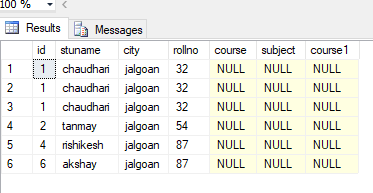 100 %
Results Messages
id stuname city rollno course subject course1
1 1 chaudhari jalgoan 32 NULL NULL NULL
2 1 chaudhari jalgoan 32 NULL NULL NULL
3 1 chaudhari jalgoan 32 NULL NULL NULL
4 2 tanmay jalgoan 54 NULL NULL NULL
5 4 rishikesh jalgoan 87 NULL NULL NULL
6 6 akshay jalgoan 87 NULL NULL NULL